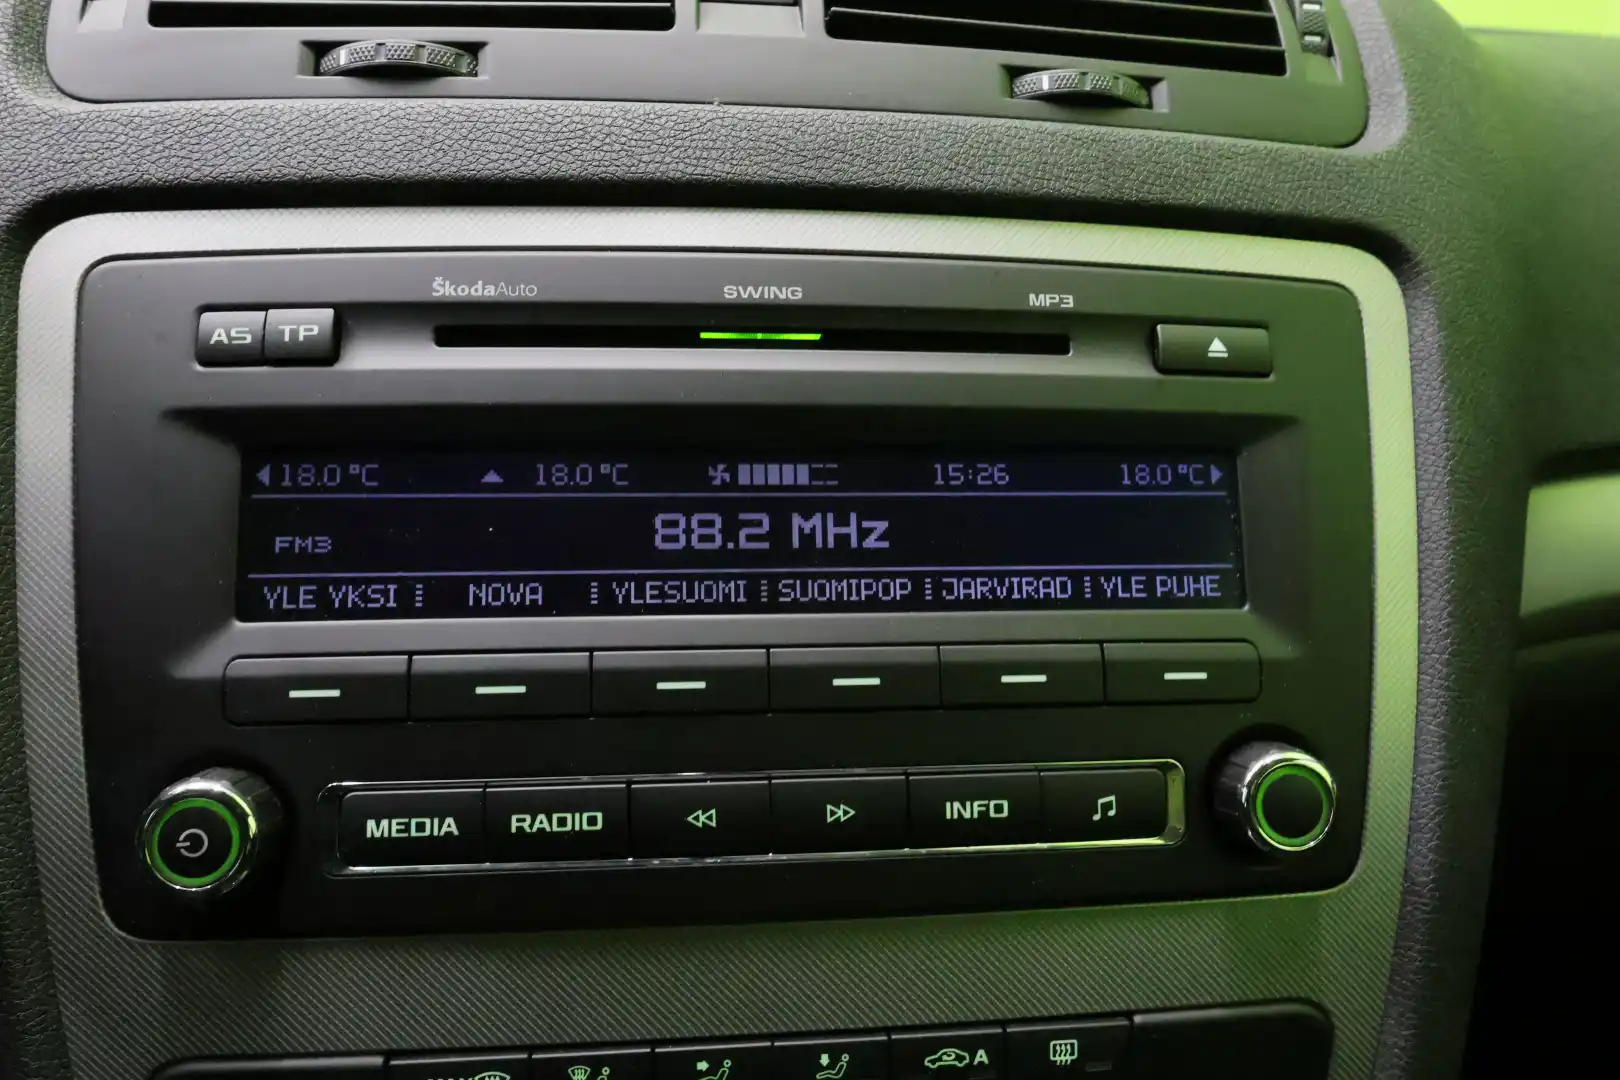 ŠkodaAuto SWING MP3
AS TP
18.0 °C 18.0 °C 15:26 18.0 °C
FM3 88.2 MHz
YLE YKSI NOVA YLESUOMI SUOMIPOP JARVIRAD YLE PUHE
MEDIA RADIO INFO
A